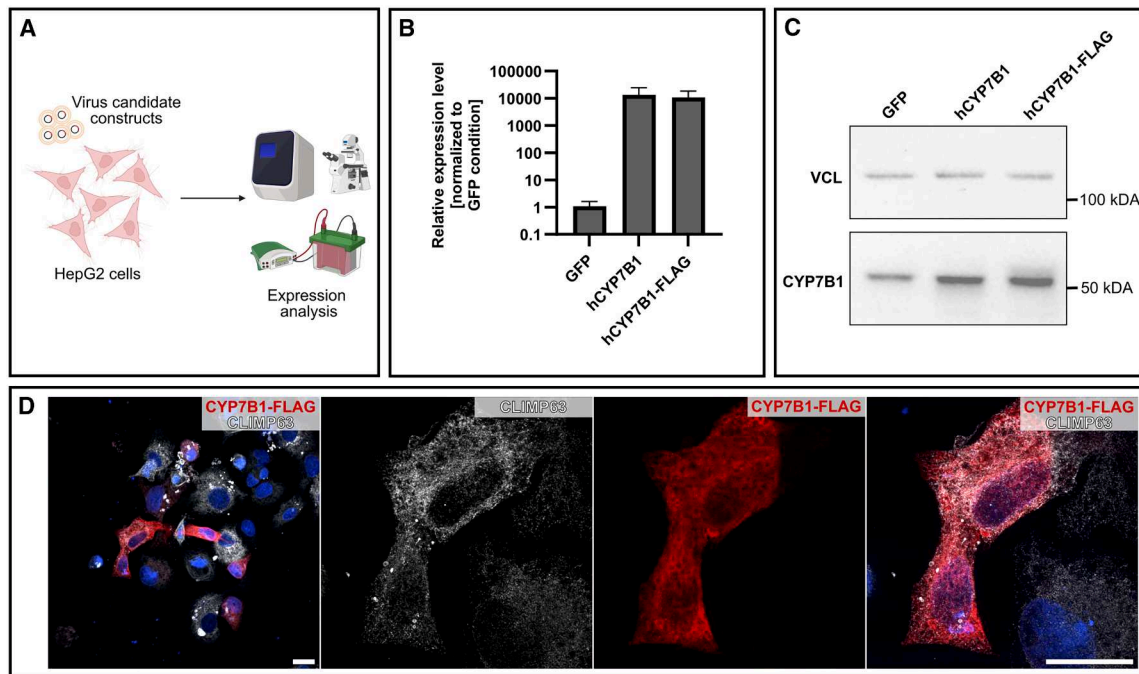 A
Virus candidate
constructs
HepG2 cells
Expression
analysis
B
Relative expression level
[normalized to
GFP condition]
100000
10000
1000
100
10
1
0.1
GFP
hCYP7B1
hCYP7B1-FLAG
C
GFP
hCYP7B1
hCYP7B1-FLAG
VCL
100 kDA
CYP7B1
50 kDA
D
CYP7B1-FLAG
CLIMP63
CLIMP63
CYP7B1-FLAG
CYP7B1-FLAG
CLIMP63